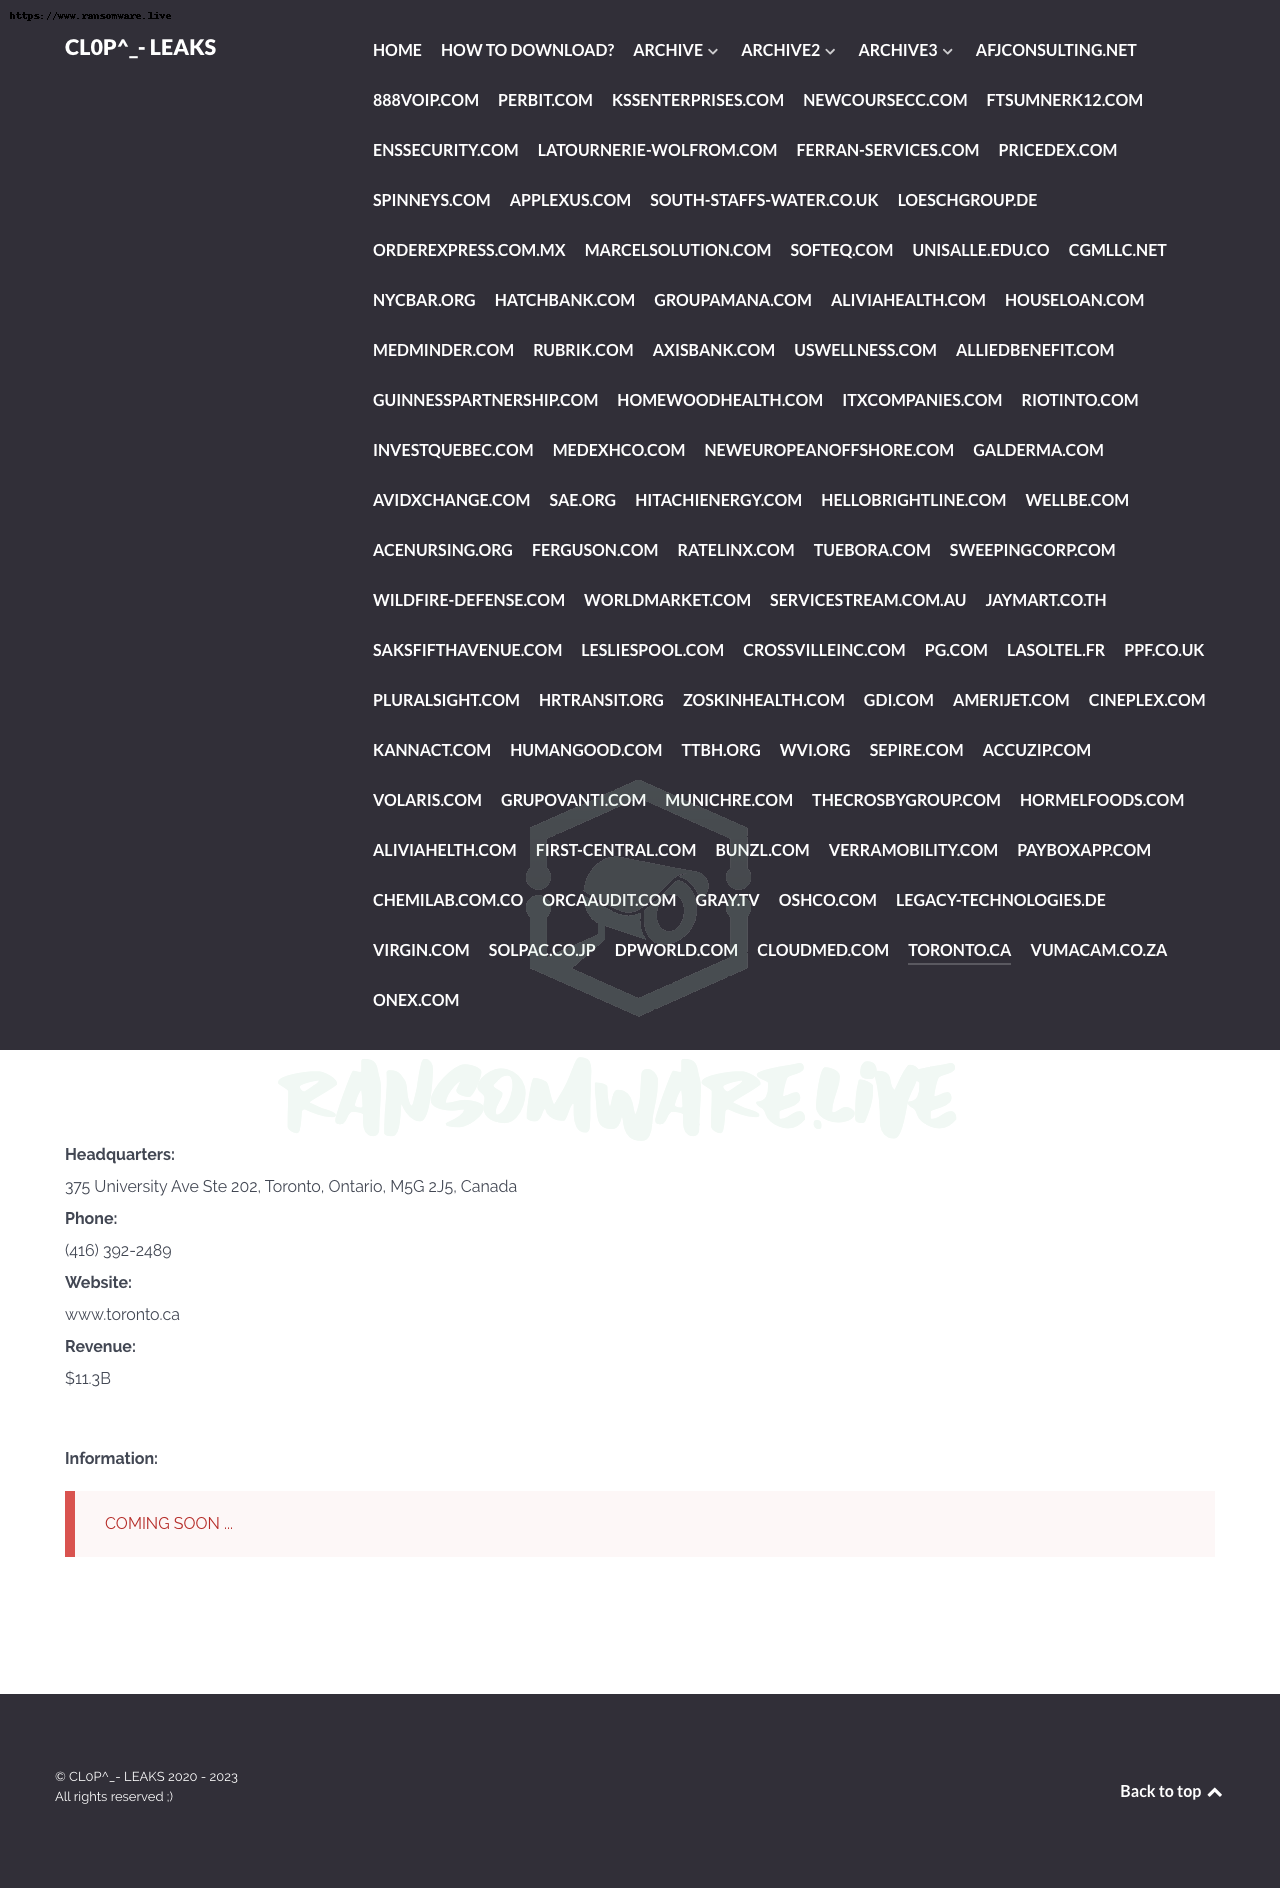 https://www.ransomware.live
CL0P^_- LEAKS
HOME HOW TO DOWNLOAD? ARCHIVE ARCHIVE2 ARCHIVE3 AFJCONSULTING.NET
888VOIP.COM PERBIT.COM KSSENTERPRISES.COM NEWCOURSECC.COM FTSUMNERK12.COM
ENSSECURITY.COM LATOURNERIE-WOLFROM.COM FERRAN-SERVICES.COM PRICEDEX.COM
SPINNEYS.COM APPLEXUS.COM SOUTH-STAFFS-WATER.CO.UK LOESCHGROUP.DE
ORDEREXPRESS.COM.MX MARCELSOLUTION.COM SOFTEQ.COM UNISALLE.EDU.CO CGMLLC.NET
NYCBAR.ORG HATCHBANK.COM GROUPAMANA.COM ALIVIAHEALTH.COM HOUSELOAN.COM
MEDMINDER.COM RUBRIK.COM AXISBANK.COM USWELLNESS.COM ALLIEDBENEFIT.COM
GUINNESSPARTNERSHIP.COM HOMEWOODHEALTH.COM ITXCOMPANIES.COM RIOTINTO.COM
INVESTQUEBEC.COM MEDEXHCO.COM NEWEUROPEANOFFSHORE.COM GALDERMA.COM
AVIDXCHANGE.COM SAE.ORG HITACHIENERGY.COM HELLOBRIGHTLINE.COM WELLBE.COM
ACENURSING.ORG FERGUSON.COM RATELINX.COM TUEBORA.COM SWEEPINGCORP.COM
WILDFIRE-DEFENSE.COM WORLDMARKET.COM SERVICESTREAM.COM.AU JAYMART.CO.TH
SAKSFIFTHAVENUE.COM LESLIESPOOL.COM CROSSVILLEINC.COM PG.COM LASOLTEL.FR PPF.CO.UK
PLURALSIGHT.COM HRTRANSIT.ORG ZOSKINHEALTH.COM GDI.COM AMERIJET.COM CINEPLEX.COM
KANNACT.COM HUMANGOOD.COM TTBH.ORG WVI.ORG SEPIRE.COM ACCUZIP.COM
VOLARIS.COM GRUPOVANTI.COM MUNICHRE.COM THECROSBYGROUP.COM HORMELFOODS.COM
ALIVIAHELTH.COM FIRST-CENTRAL.COM BUNZL.COM VERRAMOBILITY.COM PAYBOXAPP.COM
CHEMILAB.COM.CO ORCAAUDIT.COM GRAY.TV OSHCO.COM LEGACY-TECHNOLOGIES.DE
VIRGIN.COM SOLPAC.CO.JP DPWORLD.COM CLOUDMED.COM TORONTO.CA VUMACAM.CO.ZA
ONEX.COM
RANSOMWARE.LIVE
Headquarters:
375 University Ave Ste 202, Toronto, Ontario, M5G 2J5, Canada
Phone:
(416) 392-2489
Website:
www.toronto.ca
Revenue:
$11.3B
Information:
COMING SOON ...
© CL0P^_- LEAKS 2020 - 2023
All rights reserved ;)
Back to top